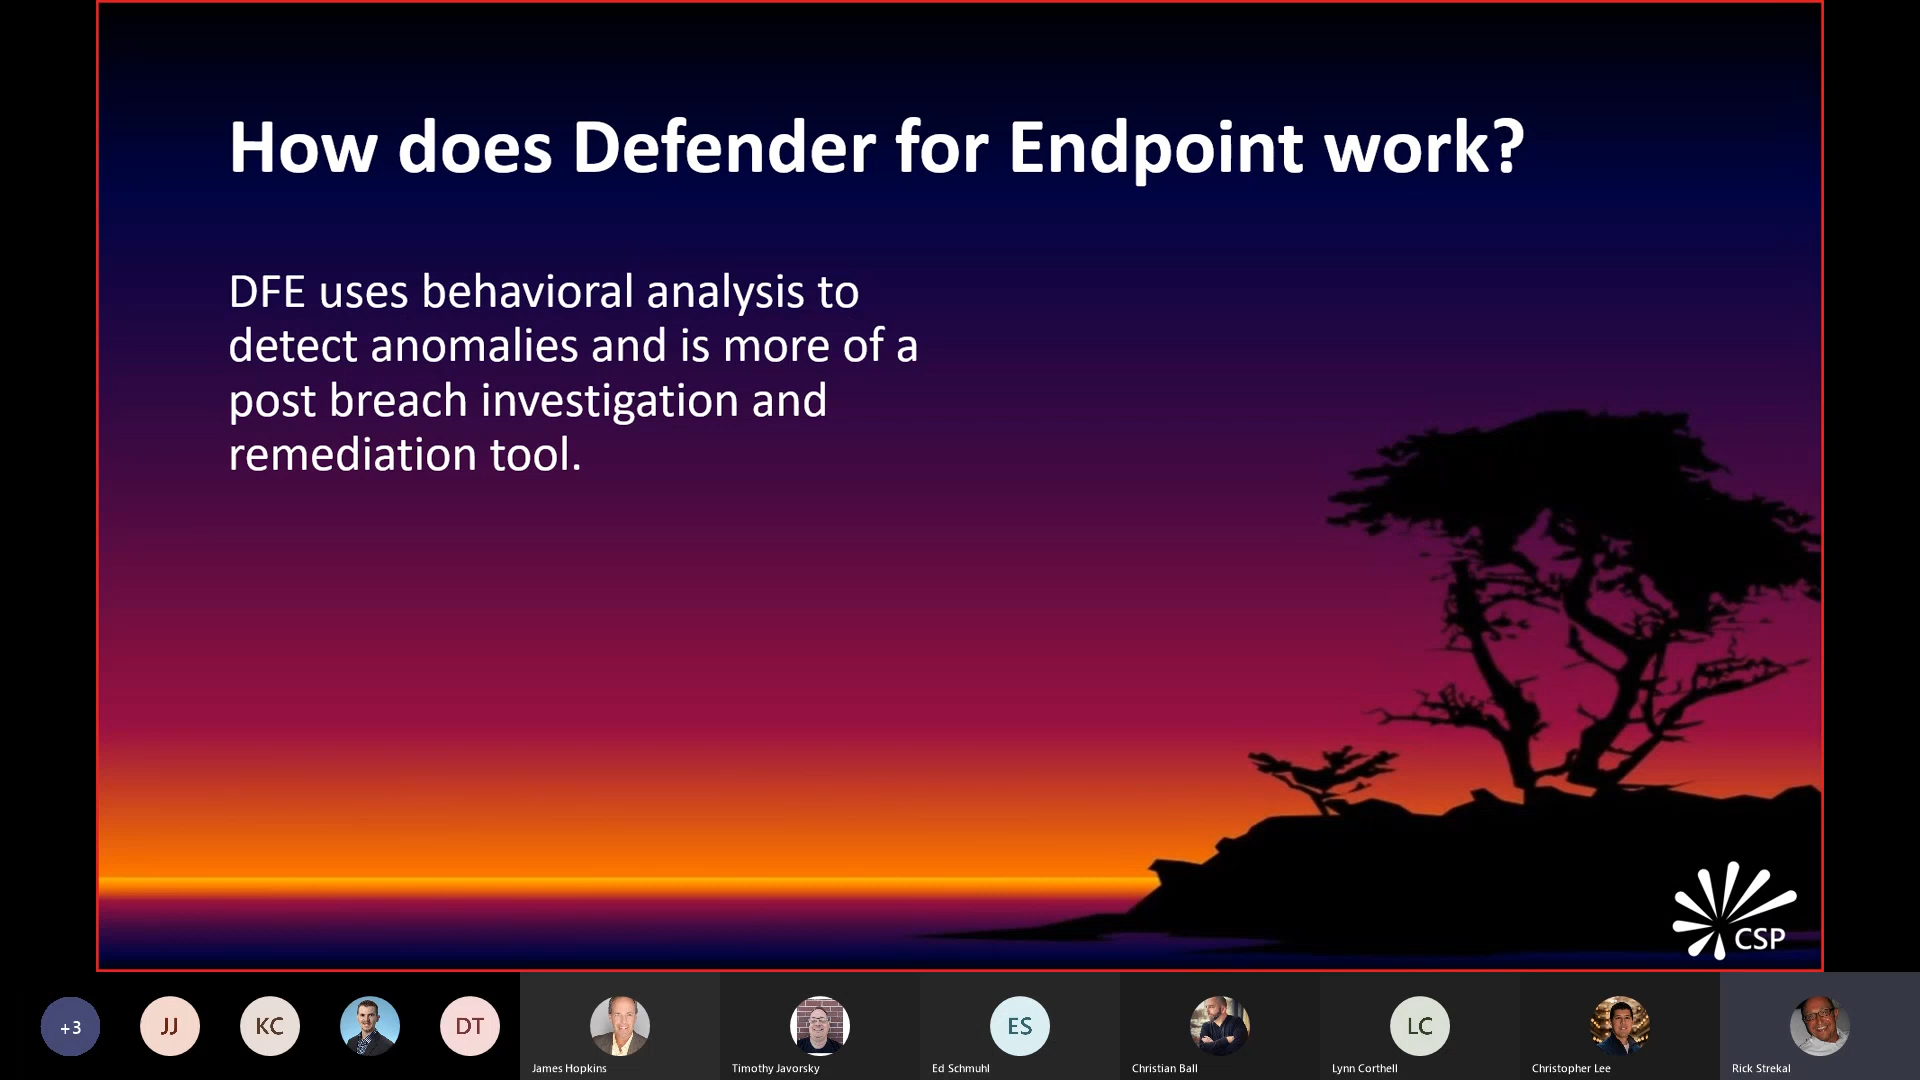 How does Defender for Endpoint work?
DFE uses behavioral analysis to
detect anomalies and is more of a
post breach investigation and
remediation tool.
CSP
+3
JJ
KC
DT
ES
LC
James Hopkins
Timothy Javorsky
Ed Schmuhl
Christian Ball
Lynn Corthell
Christopher Lee
Rick Strekal